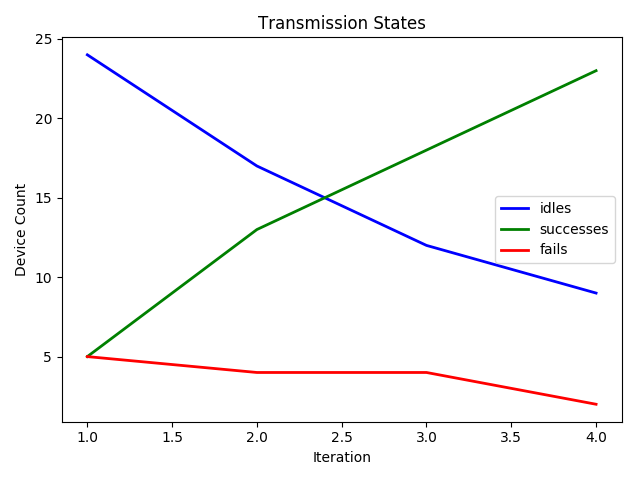 Transmission States
Device Count
25
20
15
10
5
idles
successes
fails
1.0 1.5 2.0 2.5 3.0 3.5 4.0
Iteration